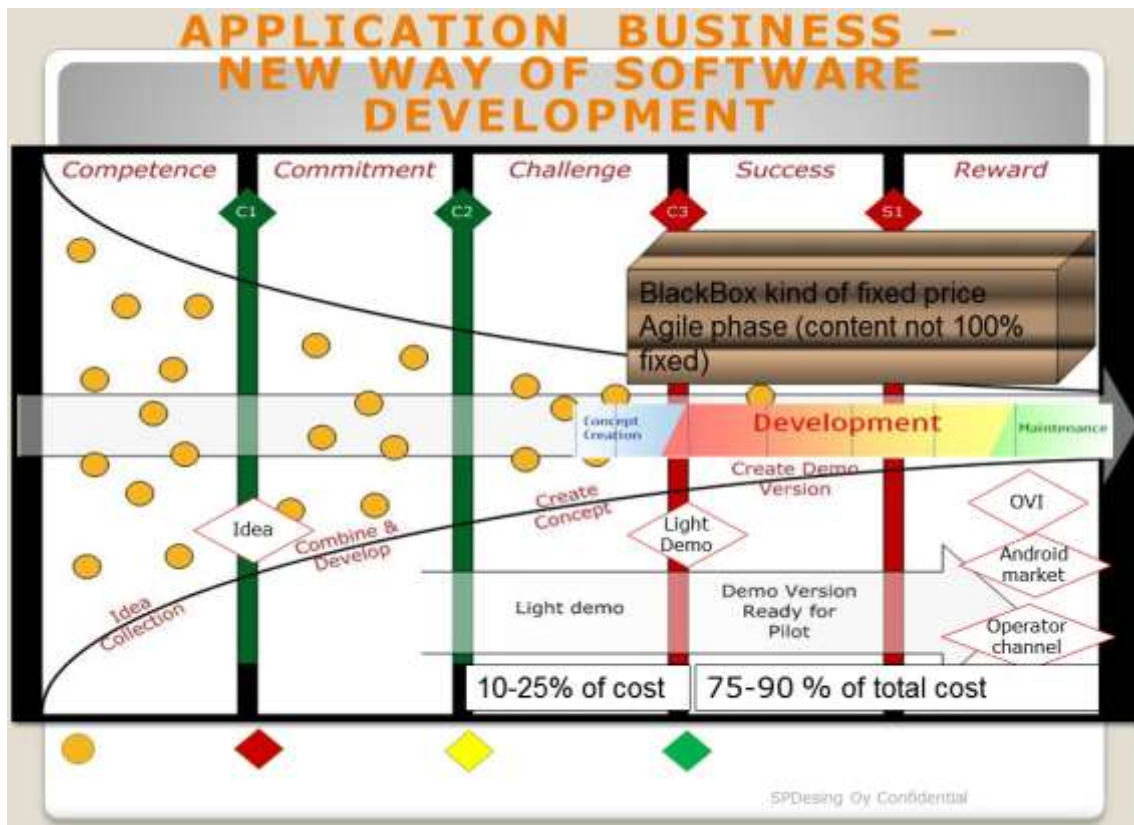 APPLICATION BUSINESS –
NEW WAY OF SOFTWARE
DEVELOPMENT
Competence
Commitment
Challenge
Success
Reward
C1
C2
C3
S1
BlackBox kind of fixed price
Agile phase (content not 100%
fixed)
Concept
Creation
Development
Maintenance
Create Demo
Version
Create
Concept
Combine &
Develop
Idea
Collection
Idea
Light
Demo
OVI
Android
market
Operator
channel
Light demo
Demo Version
Ready for
Pilot
10-25% of cost
75-90 % of total cost
SPDesing Oy Confidential